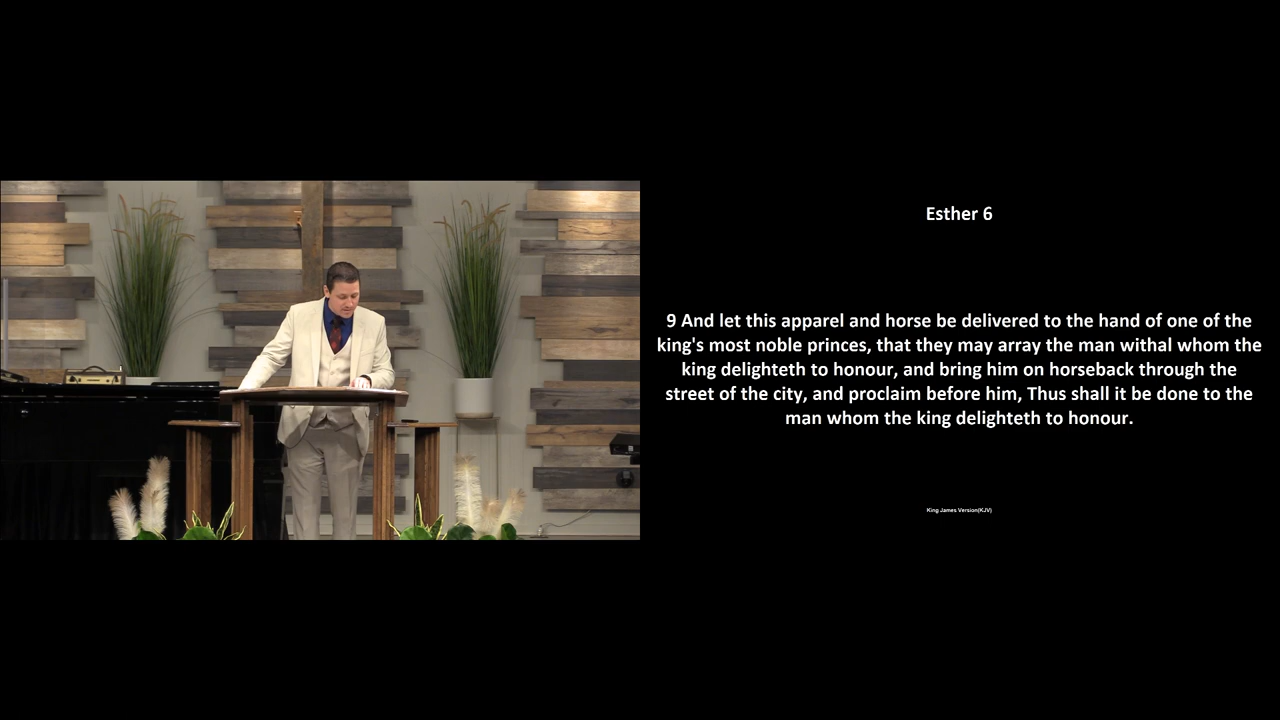 Esther 6
9 And let this apparel and horse be delivered to the hand of one of the
king's most noble princes, that they may array the man withal whom the
king delighteth to honour, and bring him on horseback through the
street of the city, and proclaim before him, Thus shall it be done to the
man whom the king delighteth to honour.
King James Version(KJV)